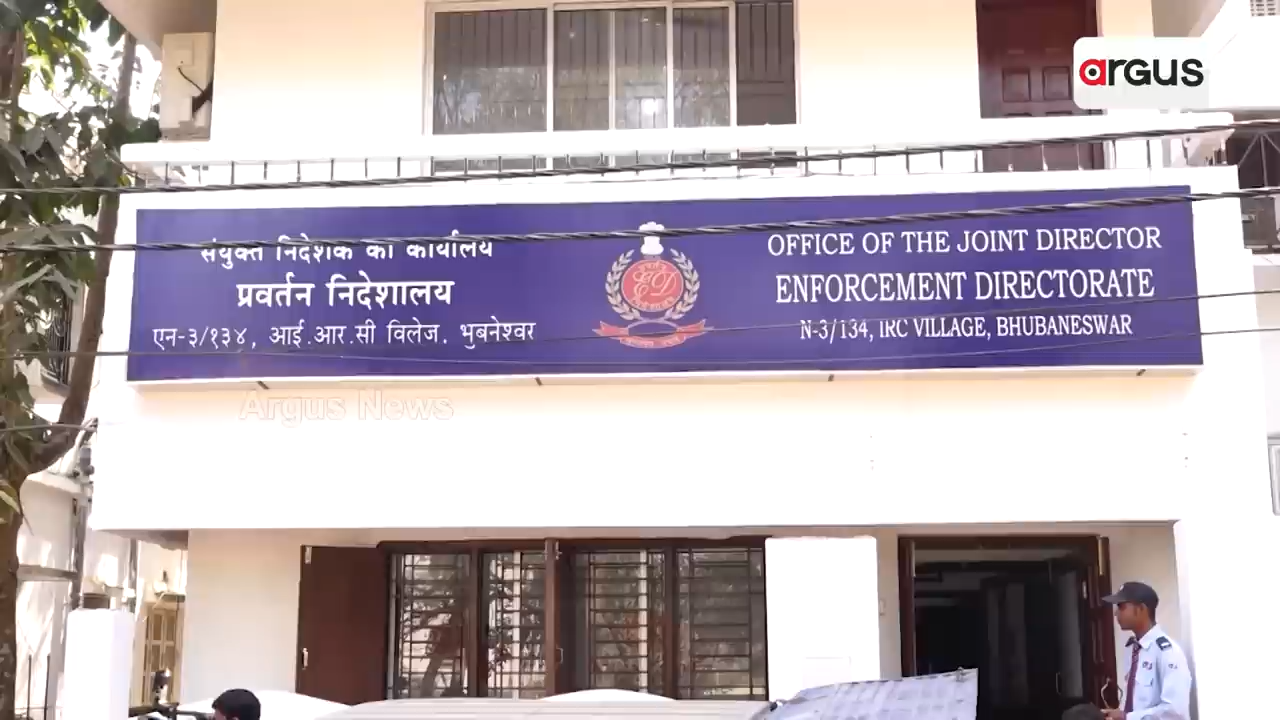 argus
संयुक्त निदेशक का कार्यालय
प्रवर्तन निदेशालय
एन-३/१३४, आई.आर.सी विलेज. भुबनेश्वर
OFFICE OF THE JOINT DIRECTOR
ENFORCEMENT DIRECTORATE
N-3/134, IRC VILLAGE, BHUBANESWAR
ED
Argus News